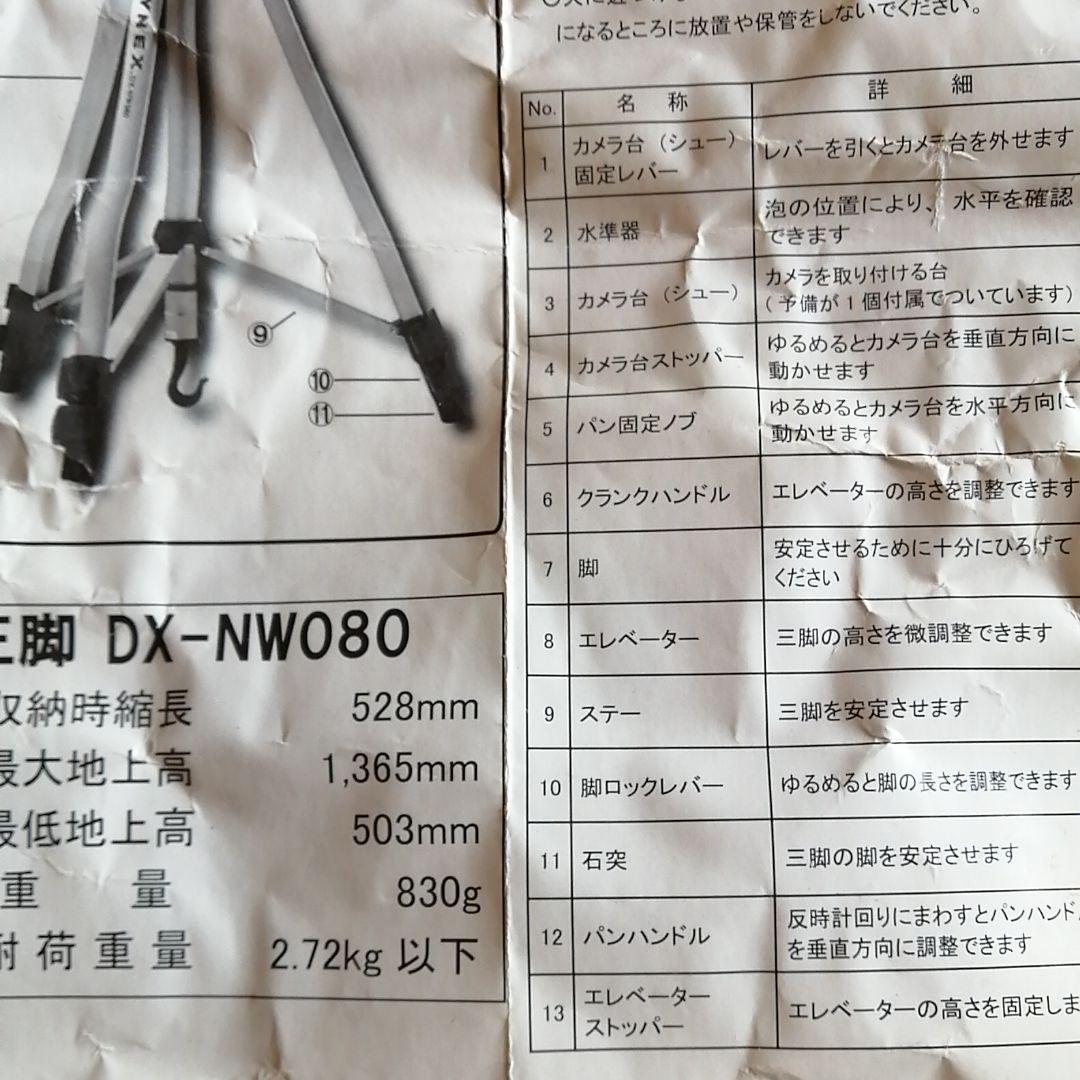 DX-NW080
⑨
⑩
⑪
三脚 DX-NW080
収納時縮長 528mm
最大地上高 1,365mm
最低地上高 503mm
重量 830g
耐荷重量 2.72kg 以下
になるところに放置や保管をしないでください。
No. 名称 詳細
1 カメラ台（シュー）固定レバー レバーを引くとカメラ台を外せます
2 水準器 泡の位置により、水平を確認
できます
3 カメラ台（シュー） カメラを取り付ける台
（予備が1個付属でついています）
4 カメラ台ストッパー ゆるめるとカメラ台を垂直方向に
動かせます
5 パン固定ノブ ゆるめるとカメラ台を水平方向に
動かせます
6 クランクハンドル エレベーターの高さを調整できます
7 脚 安定させるために十分にひろげて
ください
8 エレベーター 三脚の高さを微調整できます
9 ステー 三脚を安定させます
10 脚ロックレバー ゆるめると脚の長さを調整できます
11 石突 三脚の脚を安定させます
12 パンハンドル 反時計回りにまわすとパンハンドル
を垂直方向に調整できます
13 エレベーター
ストッパー エレベーターの高さを固定しま